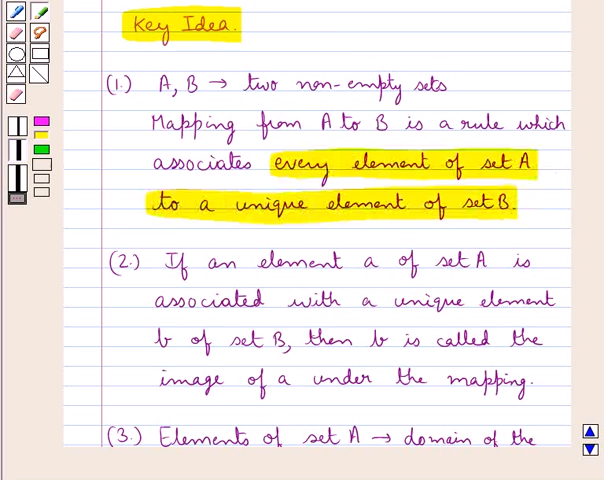 Key Idea.
(1.) A, B → two non-empty sets
Mapping from A to B is a rule which
associates every element of set A
to a unique element of set B.
(2.) If an element a of set A is
associated with a unique element
b of set B, then b is called the
image of a under the mapping.
(3.) Elements of set A → domain of the